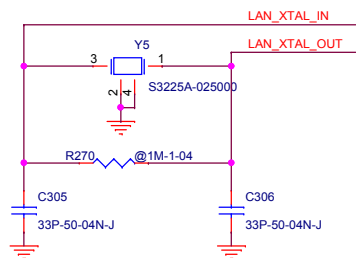 LAN_XTAL_IN
Y5
LAN_XTAL_OUT
3
1
2
4
S3225A-025000
R270
@1M-1-04
C305
C306
33P-50-04N-J
33P-50-04N-J